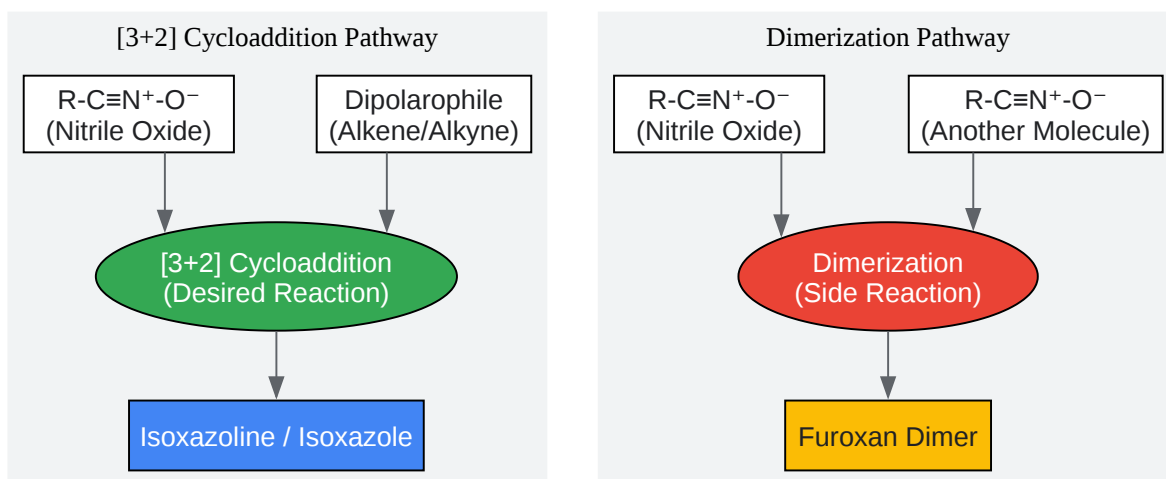 [3+2] Cycloaddition Pathway
R-C≡N⁺-O⁻
(Nitrile Oxide)
Dipolarophile
(Alkene/Alkyne)
[3+2] Cycloaddition
(Desired Reaction)
Isoxazoline / Isoxazole
Dimerization Pathway
R-C≡N⁺-O⁻
(Nitrile Oxide)
R-C≡N⁺-O⁻
(Another Molecule)
Dimerization
(Side Reaction)
Furoxan Dimer